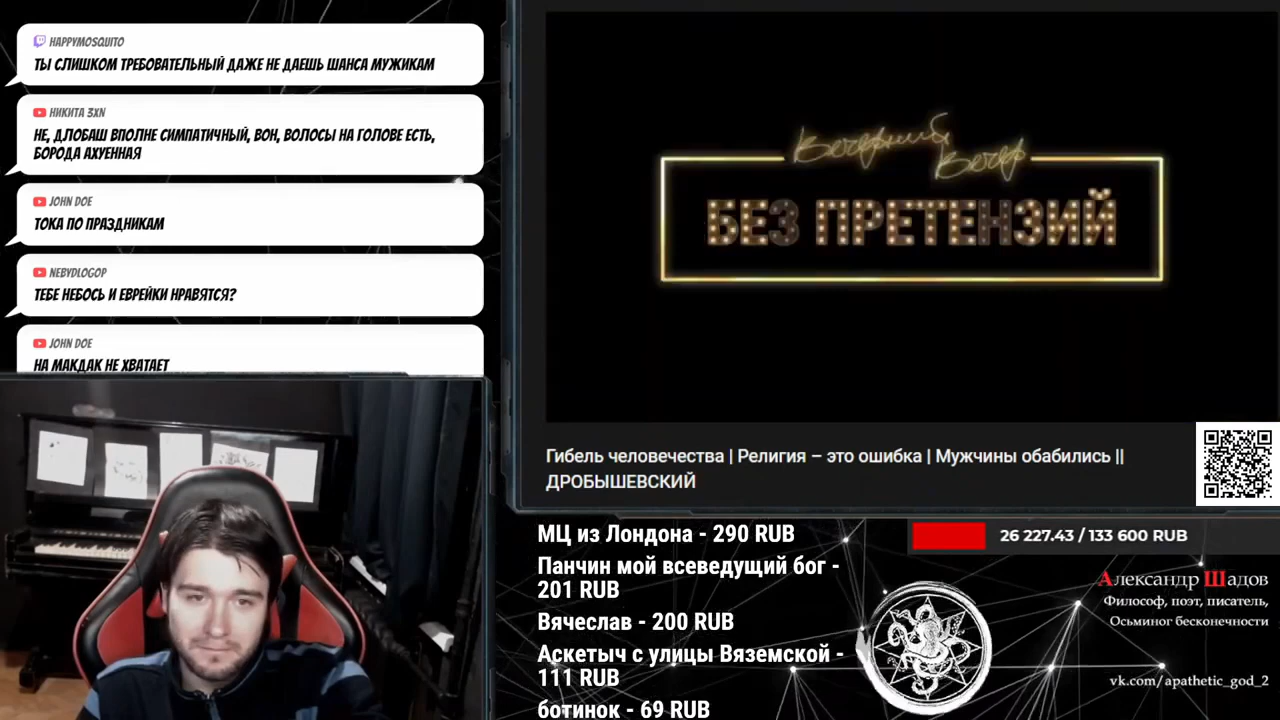 HAPPYMOSQUITO
ТЫ СЛИШКОМ ТРЕБОВАТЕЛЬНЫЙ ДАЖЕ НЕ ДАЕШЬ ШАНСА МУЖИКАМ
НИКИТА 3XN
НЕ, ДЛОБАШ ВПОЛНЕ СИМПАТИЧНЫЙ, ВОН, ВОЛОСЫ НА ГОЛОВЕ ЕСТЬ,
БОРОДА АХУЕННАЯ
JOHN DOE
ТОКА ПО ПРАЗДНИКАМ
NEBYDLOGOP
ТЕБЕ НЕБОСЬ И ЕВРЕЙКИ НРАВЯТСЯ?
JOHN DOE
НА МАКДАК НЕ ХВАТАЕТ
Вечерний
Вечер
БЕЗ ПРЕТЕНЗИЙ
Гибель человечества | Религия – это ошибка | Мужчины обабились ||
ДРОБЫШЕВСКИЙ
МЦ из Лондона - 290 RUB
Панчин мой всеведущий бог -
201 RUB
Вячеслав - 200 RUB
Аскетыч с улицы Вяземской -
111 RUB
ботинок - 69 RUB
26 227.43 / 133 600 RUB
Александр Шадов
Философ, поэт, писатель,
Осьминог бесконечности
vk.com/apathetic_god_2